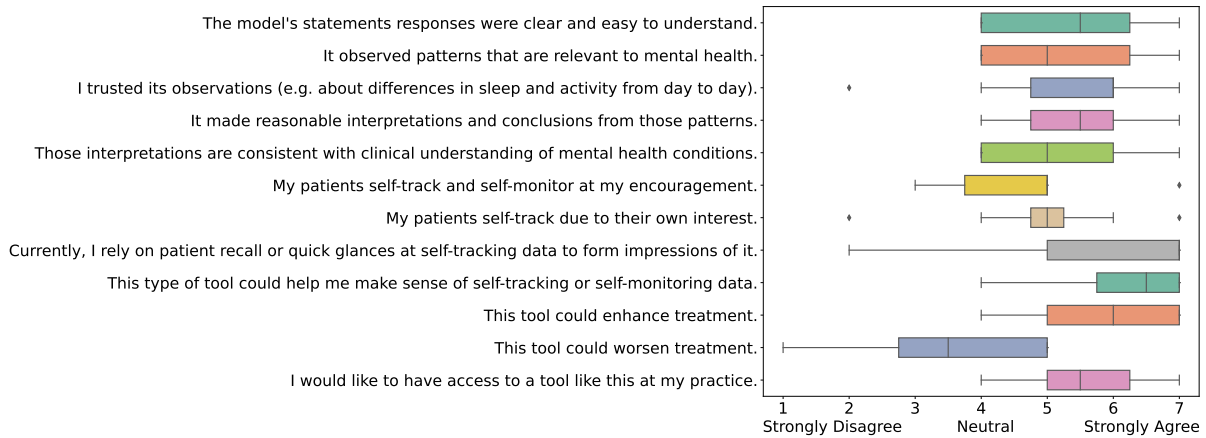 The model's statements responses were clear and easy to understand.
It observed patterns that are relevant to mental health.
I trusted its observations (e.g. about differences in sleep and activity from day to day).
It made reasonable interpretations and conclusions from those patterns.
Those interpretations are consistent with clinical understanding of mental health conditions.
My patients self-track and self-monitor at my encouragement.
My patients self-track due to their own interest.
Currently, I rely on patient recall or quick glances at self-tracking data to form impressions of it.
This type of tool could help me make sense of self-tracking or self-monitoring data.
This tool could enhance treatment.
This tool could worsen treatment.
I would like to have access to a tool like this at my practice.
1 2 3 4 5 6 7
Strongly Disagree Neutral Strongly Agree